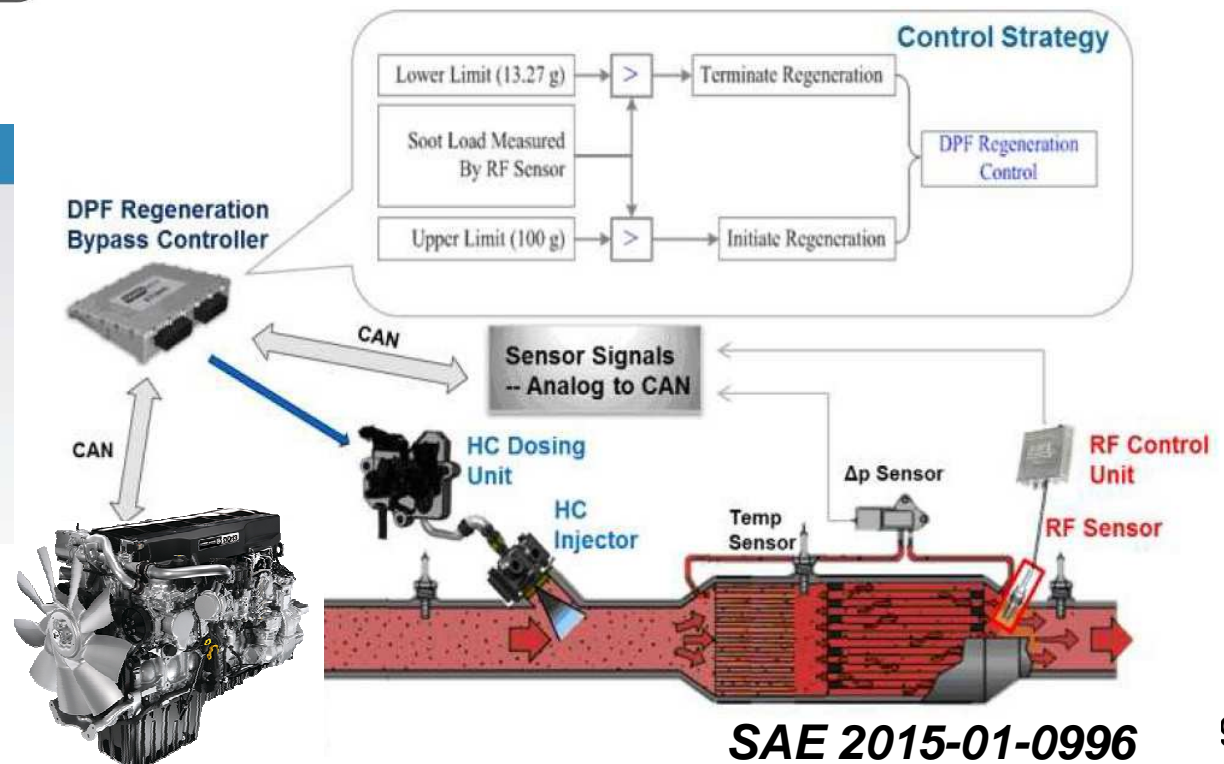 Control Strategy
Lower Limit (13.27 g)
>
Terminate Regeneration
Soot Load Measured
By RF Sensor
DPF Regeneration
Control
Upper Limit (100 g)
>
Initiate Regeneration
DPF Regeneration
Bypass Controller
CAN
Sensor Signals
-- Analog to CAN
CAN
HC Dosing
Unit
HC
Injector
Temp
Sensor
Δp Sensor
RF Control
Unit
RF Sensor
SAE 2015-01-0996